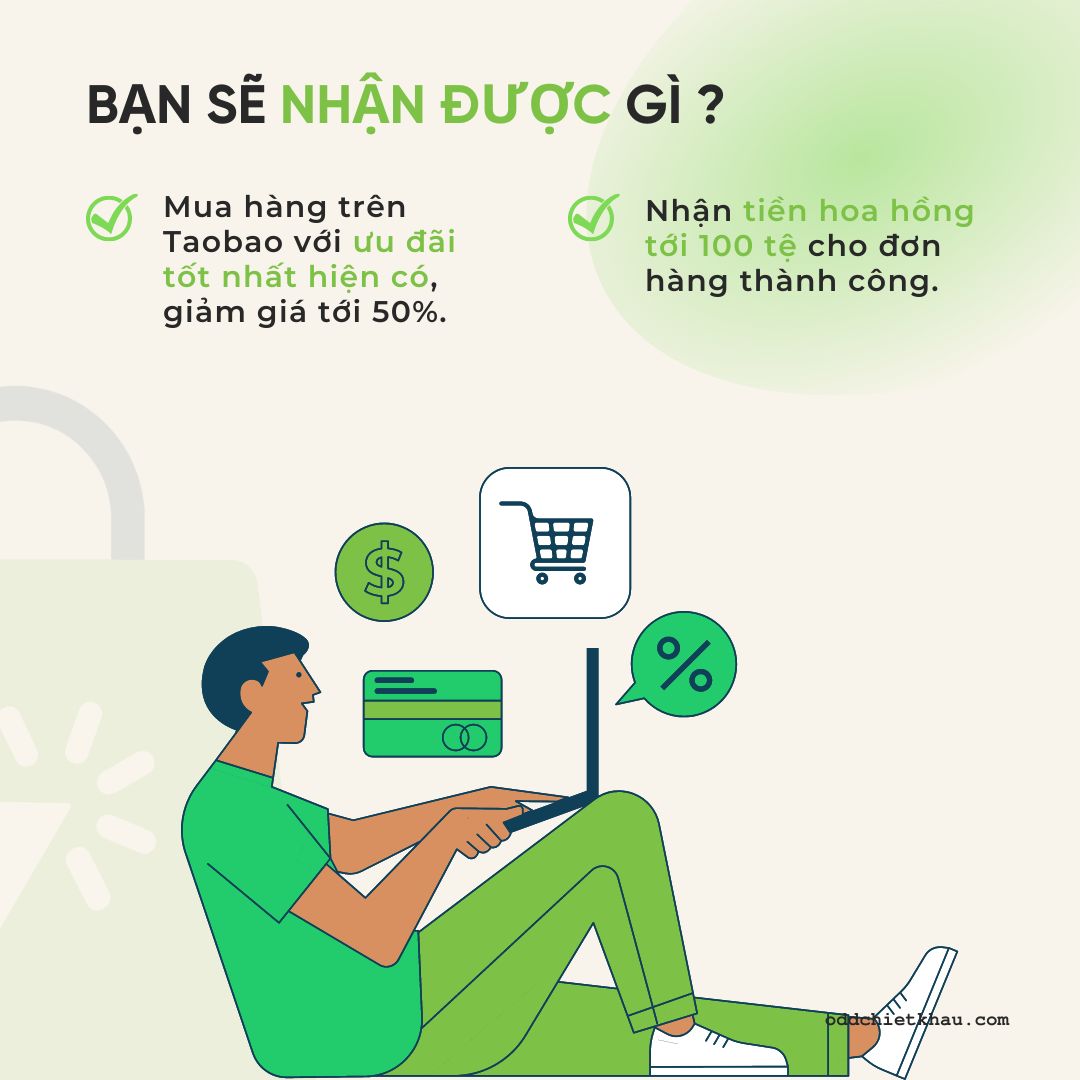 BẠN SẼ NHẬN ĐƯỢC GÌ ?
Mua hàng trên
Taobao với ưu đãi
tốt nhất hiện có,
giảm giá tới 50%.
Nhận tiền hoa hồng
tới 100 tệ cho đơn
hàng thành công.
$
%
oddchietkhau.com